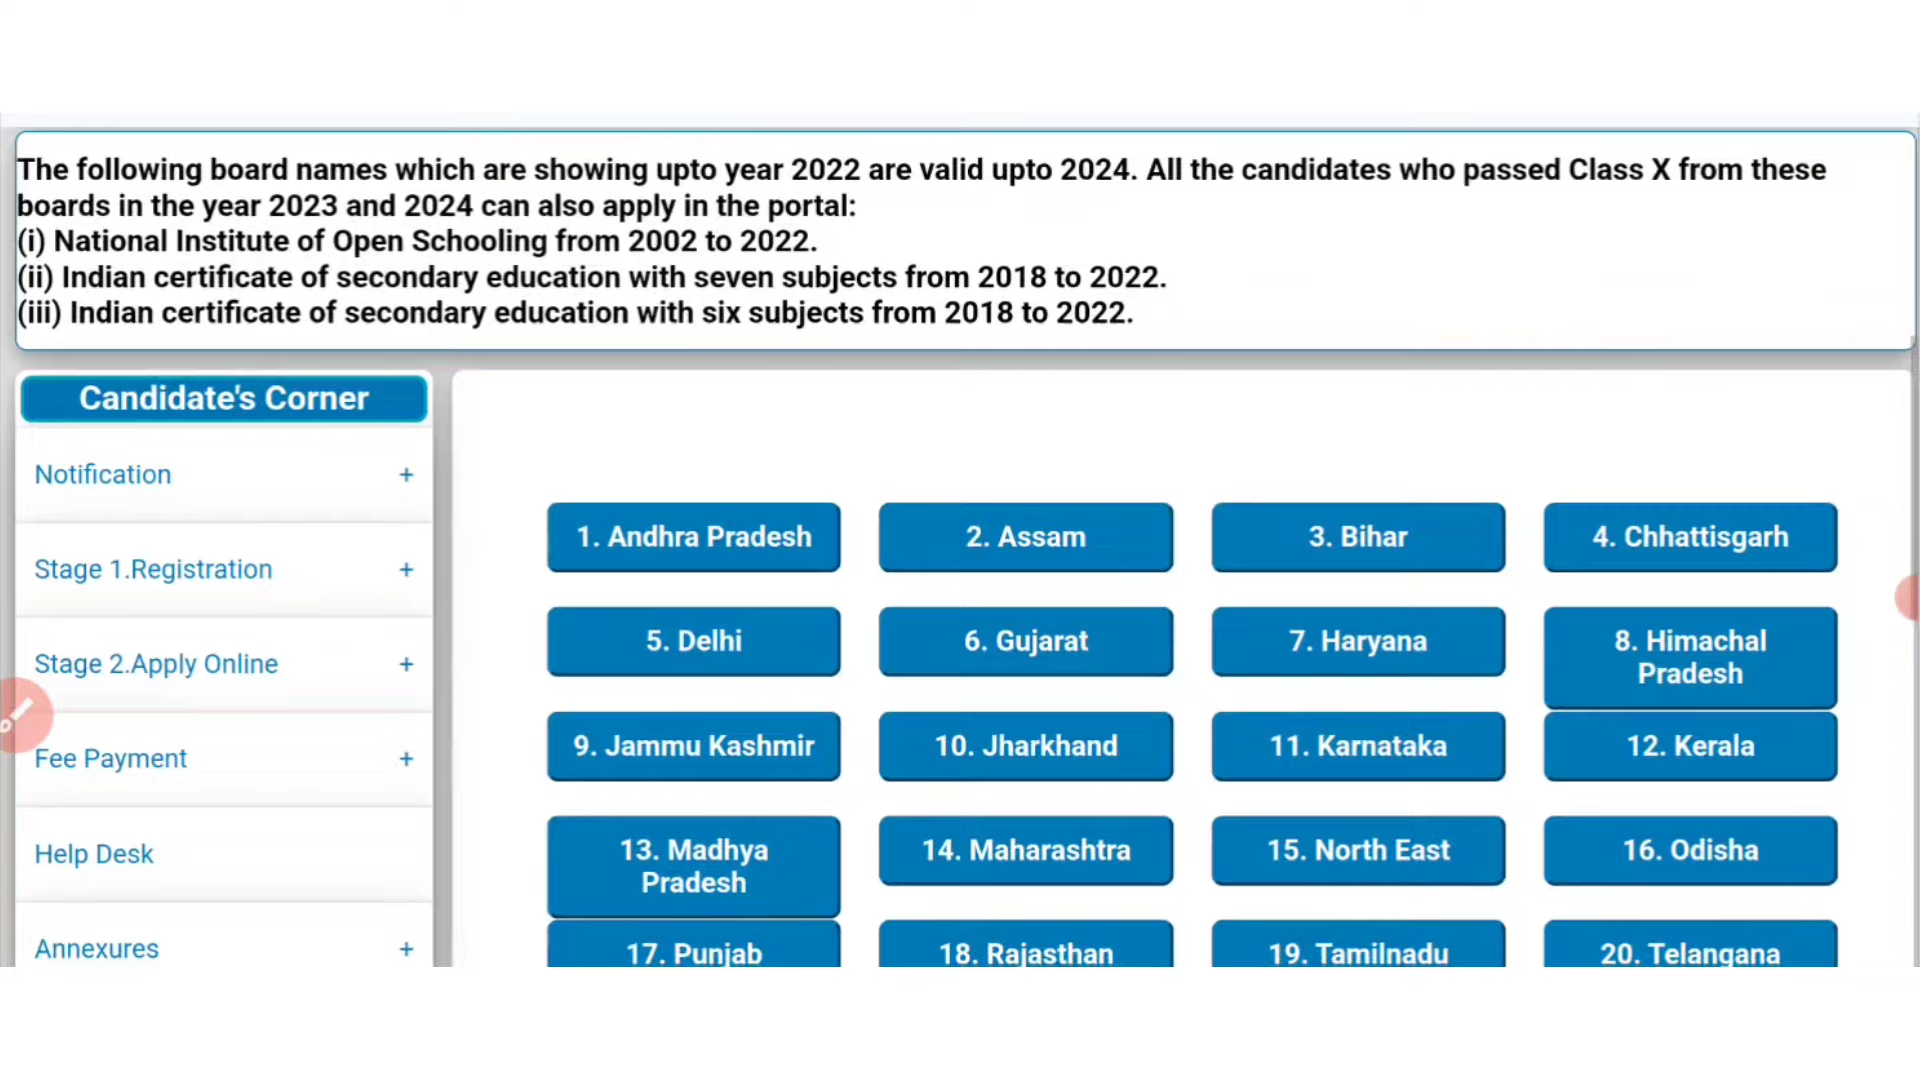 The following board names which are showing upto year 2022 are valid upto 2024. All the candidates who passed Class X from these
boards in the year 2023 and 2024 can also apply in the portal:
(i) National Institute of Open Schooling from 2002 to 2022.
(ii) Indian certificate of secondary education with seven subjects from 2018 to 2022.
(iii) Indian certificate of secondary education with six subjects from 2018 to 2022.
Candidate's Corner
Notification +
Stage 1.Registration +
Stage 2.Apply Online +
Fee Payment +
Help Desk
Annexures +
1. Andhra Pradesh
2. Assam
3. Bihar
4. Chhattisgarh
5. Delhi
6. Gujarat
7. Haryana
8. Himachal
Pradesh
9. Jammu Kashmir
10. Jharkhand
11. Karnataka
12. Kerala
13. Madhya
Pradesh
14. Maharashtra
15. North East
16. Odisha
17. Punjab
18. Rajasthan
19. Tamilnadu
20. Telangana